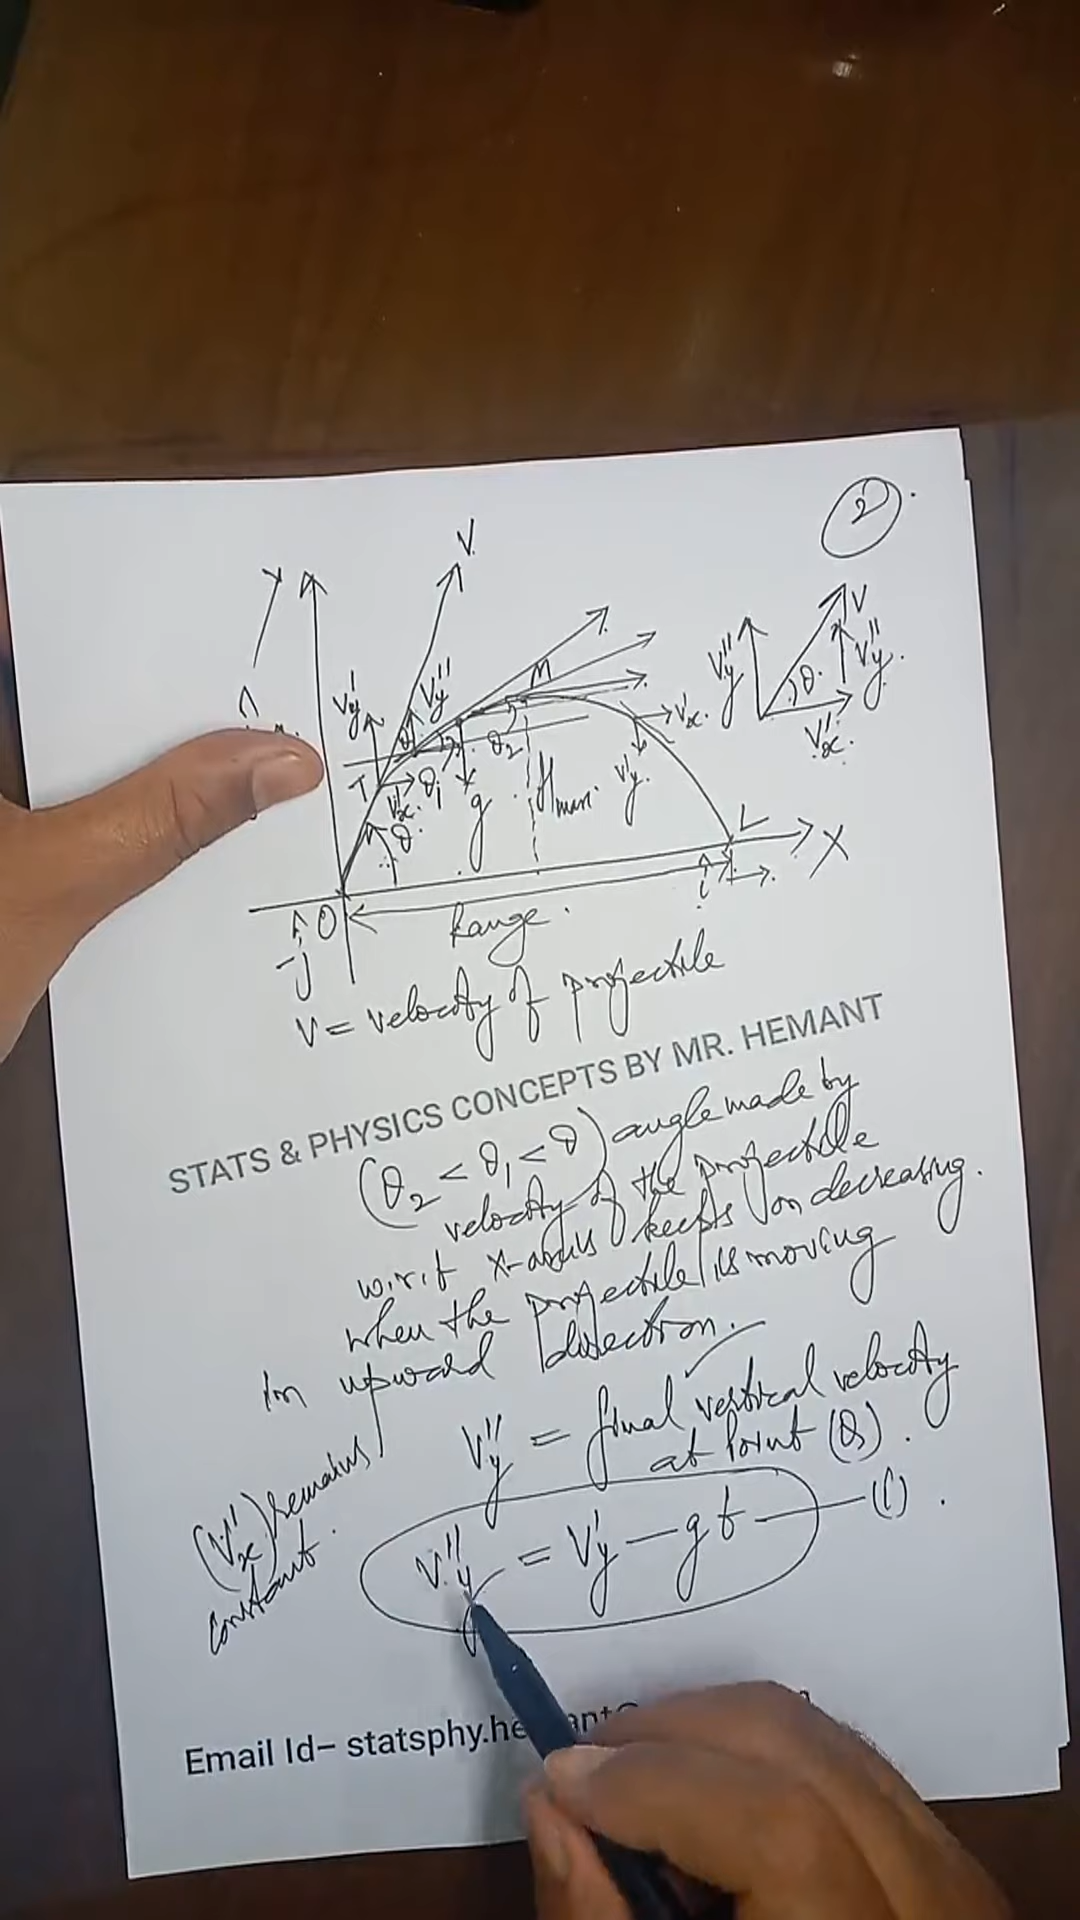 2
V
Y
V
M
V'y
V"y
V"y
V"y
θ
V'x
V'x
T
θ1
θ2
V'x
g
Hmax.
V'y
θ
L
X
î
O
-ĵ
Range.
V = velocity of projectile
STATS & PHYSICS CONCEPTS BY MR. HEMANT
(θ2 < θ1 < θ) angle made by
velocity of the projectile
w.r.t x-axis keeps on decreasing.
when the projectile is moving
in upward direction.
V"y = final vertical velocity
at point (Q).
(V'x) remains
constant.
V"y = V'y - gt — (1).
Email Id- statsphy.he